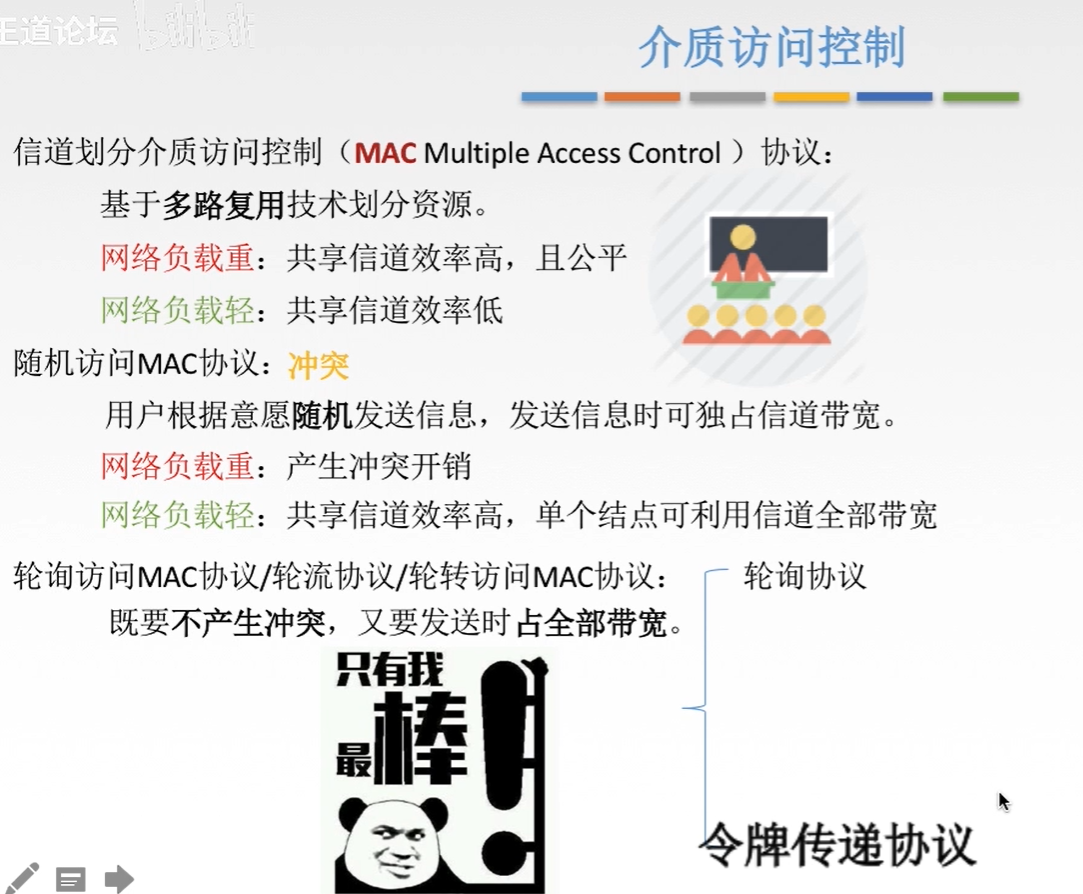 王道论坛 bilibili
介质访问控制
信道划分介质访问控制（MAC Multiple Access Control ）协议：
基于多路复用技术划分资源。
网络负载重：共享信道效率高，且公平
网络负载轻：共享信道效率低
随机访问MAC协议：冲突
用户根据意愿随机发送信息，发送信息时可独占信道带宽。
网络负载重：产生冲突开销
网络负载轻：共享信道效率高，单个结点可利用信道全部带宽
轮询访问MAC协议/轮流协议/轮转访问MAC协议：
轮询协议
既要不产生冲突，又要发送时占全部带宽。
只有我
最棒！
令牌传递协议